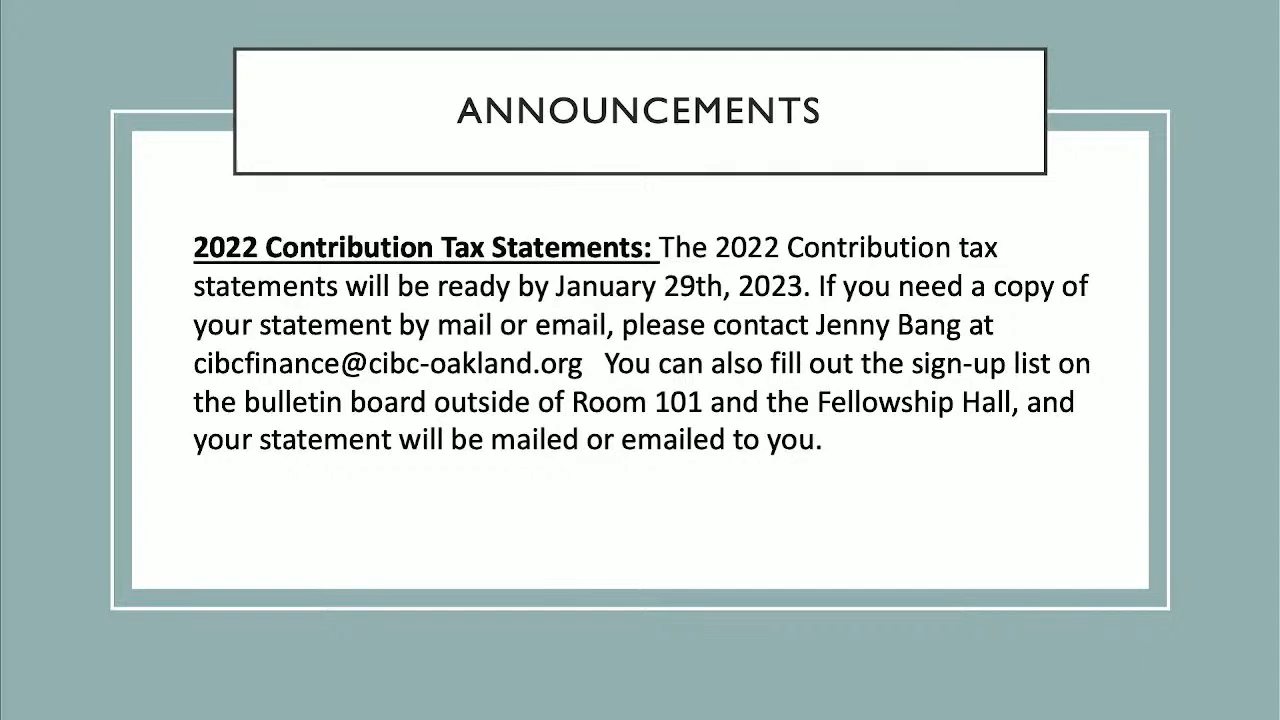 ANNOUNCEMENTS
2022 Contribution Tax Statements: The 2022 Contribution tax
statements will be ready by January 29th, 2023. If you need a copy of
your statement by mail or email, please contact Jenny Bang at
cibcfinance@cibc-oakland.org   You can also fill out the sign-up list on
the bulletin board outside of Room 101 and the Fellowship Hall, and
your statement will be mailed or emailed to you.